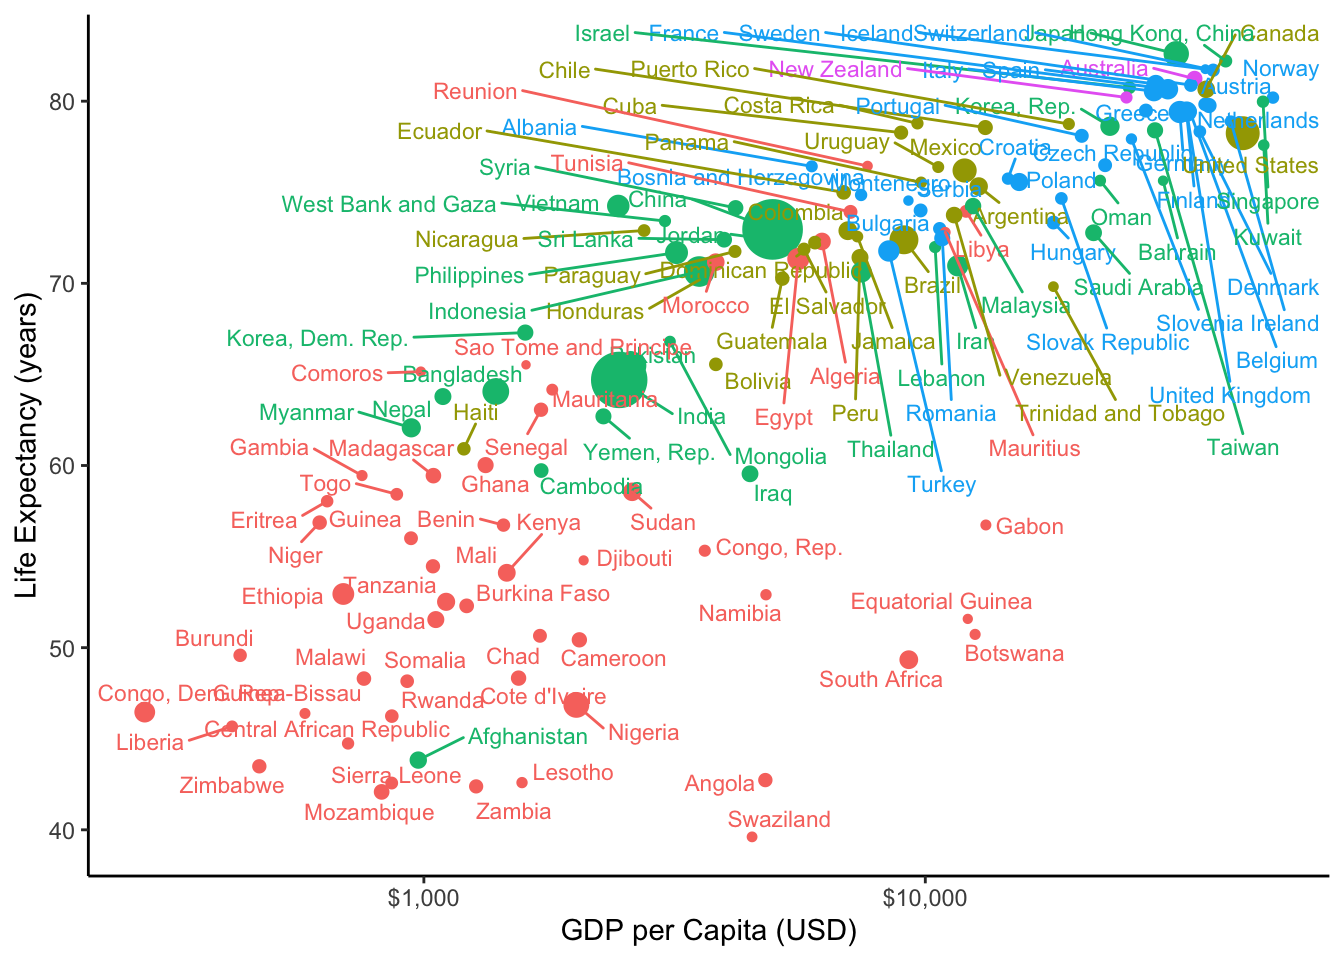 Israel
France
Sweden
Iceland
Switzerland
Japan
Hong Kong, China
Canada
Chile
Puerto Rico
New Zealand
Italy
Spain
Australia
Norway
Reunion
Austria
Cuba
Costa Rica
Portugal
Korea, Rep.
Greece
Netherlands
Ecuador
Albania
Panama
Uruguay
Mexico
Croatia
Czech Republic
Germany
United States
Syria
Tunisia
Bosnia and Herzegovina
Montenegro
Serbia
Poland
West Bank and Gaza
Vietnam
China
Colombia
Argentina
Oman
Finland
Singapore
Nicaragua
Sri Lanka
Jordan
Bulgaria
Libya
Hungary
Bahrain
Kuwait
Philippines
Paraguay
Dominican Republic
Brazil
Saudi Arabia
Denmark
Indonesia
Honduras
Morocco
El Salvador
Malaysia
Slovenia
Ireland
Korea, Dem. Rep.
Sao Tome and Principe
Guatemala
Jamaica
Iran
Slovak Republic
Belgium
Comoros
Bangladesh
Bolivia
Algeria
Lebanon
Venezuela
United Kingdom
Myanmar
Nepal
Haiti
Mauritania
India
Egypt
Peru
Romania
Trinidad and Tobago
Gambia
Madagascar
Senegal
Yemen, Rep.
Mongolia
Thailand
Mauritius
Taiwan
Togo
Ghana
Cambodia
Iraq
Turkey
Eritrea
Guinea
Benin
Kenya
Sudan
Gabon
Niger
Mali
Djibouti
Congo, Rep.
Ethiopia
Tanzania
Burkina Faso
Namibia
Equatorial Guinea
Uganda
Burundi
Malawi
Somalia
Chad
Cameroon
Botswana
South Africa
Congo, Dem. Rep.
Guinea-Bissau
Rwanda
Cote d'Ivoire
Liberia
Central African Republic
Afghanistan
Nigeria
Zimbabwe
Sierra Leone
Lesotho
Angola
Mozambique
Zambia
Swaziland
80
70
60
50
40
Life Expectancy (years)
$1,000
$10,000
GDP per Capita (USD)